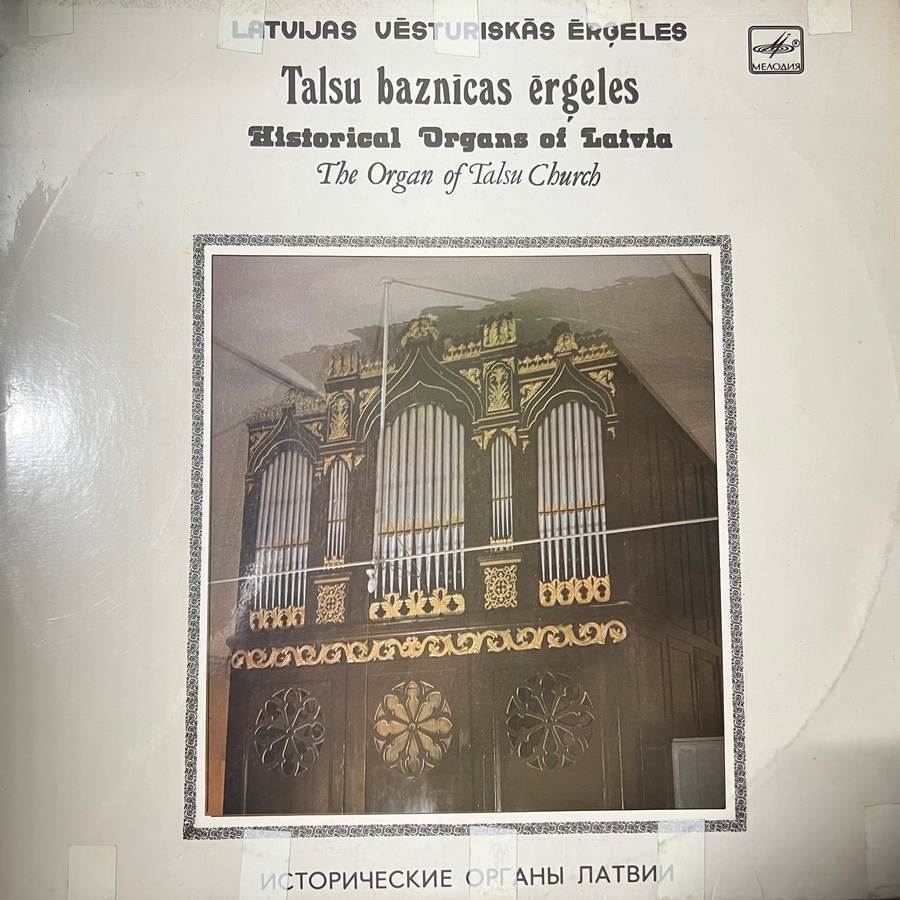 LATVIJAS VĒSTURISKĀS ĒRĢELES
МЕЛОДИЯ
Talsu baznīcas ērģeles
Historical Organs of Latvia
The Organ of Talsu Church
ИСТОРИЧЕСКИЕ ОРГАНЫ ЛАТВИИ